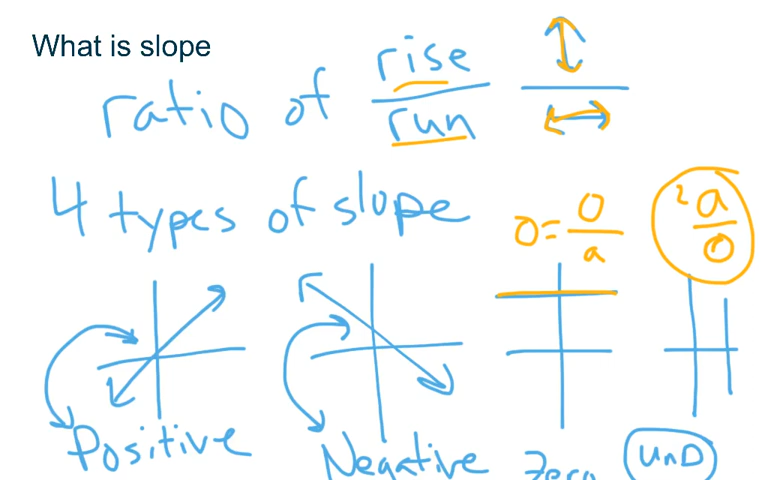 What is slope
ratio of rise/run
4 types of slope
0 = 0/a
a/0
Positive Negative Zero UnD